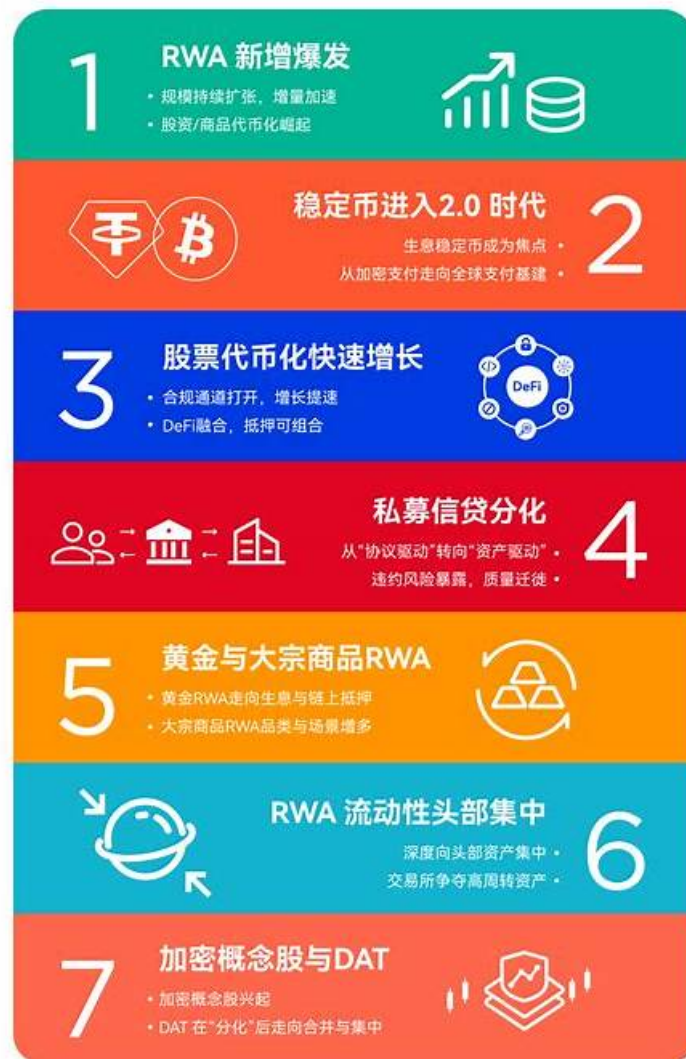 1
RWA 新增爆发
• 规模持续扩张，增量加速
• 股资/商品代币化崛起
稳定币进入2.0 时代
生息稳定币成为焦点 •
从加密支付走向全球支付基建 •
2
3
股票代币化快速增长
• 合规通道打开，增长提速
• DeFi融合，抵押可组合
DeFi
</>
私募信贷分化
从“协议驱动”转向“资产驱动” •
违约风险暴露，质量迁徙 •
4
5
黄金与大宗商品RWA
• 黄金RWA走向生息与链上抵押
• 大宗商品RWA品类与场景增多
RWA 流动性头部集中
深度向头部资产集中 •
交易所争夺高周转资产 •
6
7
加密概念股与DAT
• 加密概念股兴起
• DAT 在“分化”后走向合并与集中